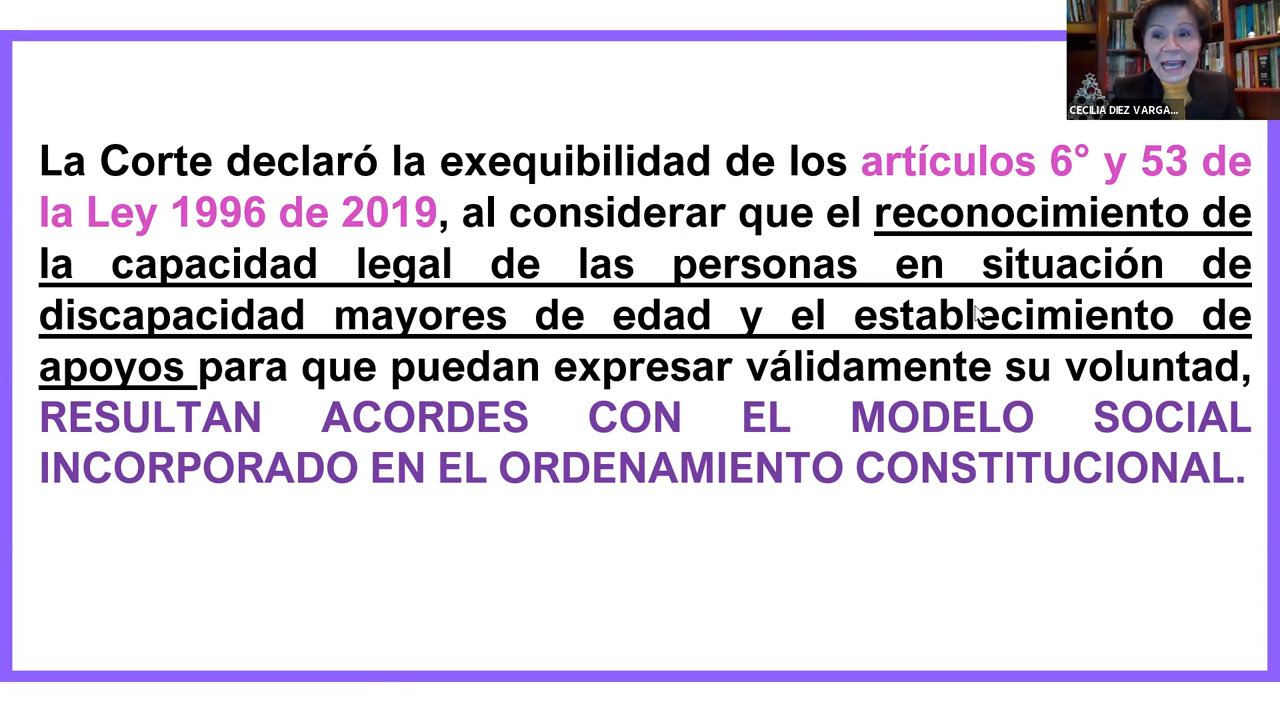 CECILIA DIEZ VARGA...
La Corte declaró la exequibilidad de los artículos 6° y 53 de
la Ley 1996 de 2019, al considerar que el reconocimiento de
la capacidad legal de las personas en situación de
discapacidad mayores de edad y el establecimiento de
apoyos para que puedan expresar válidamente su voluntad,
RESULTAN ACORDES CON EL MODELO SOCIAL
INCORPORADO EN EL ORDENAMIENTO CONSTITUCIONAL.